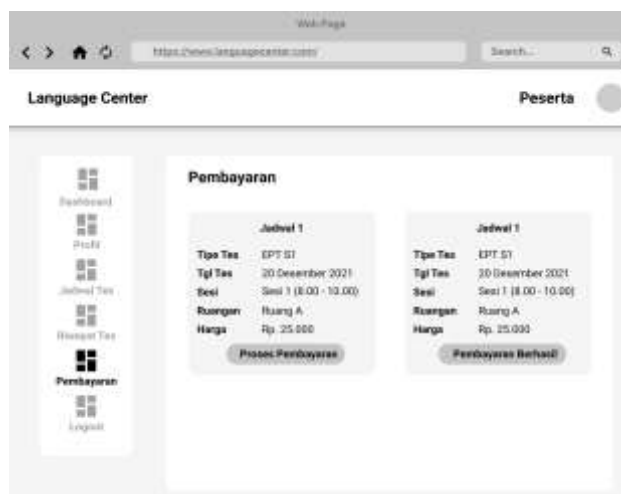 Web Page
https://www.languagecenter.com/
Search...
Language Center
Peserta
Dashboard
Profil
Jadwal Tes
Riwayat Tes
Pembayaran
Logout
Pembayaran
Jadwal 1
Tipe Tes EPT S1
Tgl Tes 20 Desember 2021
Sesi Sesi 1 (8.00 - 10.00)
Ruangan Ruang A
Harga Rp. 25.000
Proses Pembayaran
Jadwal 1
Tipe Tes EPT S1
Tgl Tes 20 Desember 2021
Sesi Sesi 1 (8.00 - 10.00)
Ruangan Ruang A
Harga Rp. 25.000
Pembayaran Berhasil